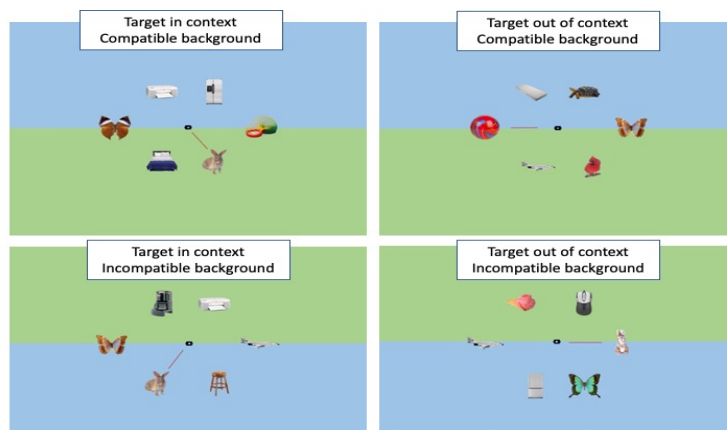 Target in context
Compatible background
Target out of context
Compatible background
Target in context
Incompatible background
Target out of context
Incompatible background